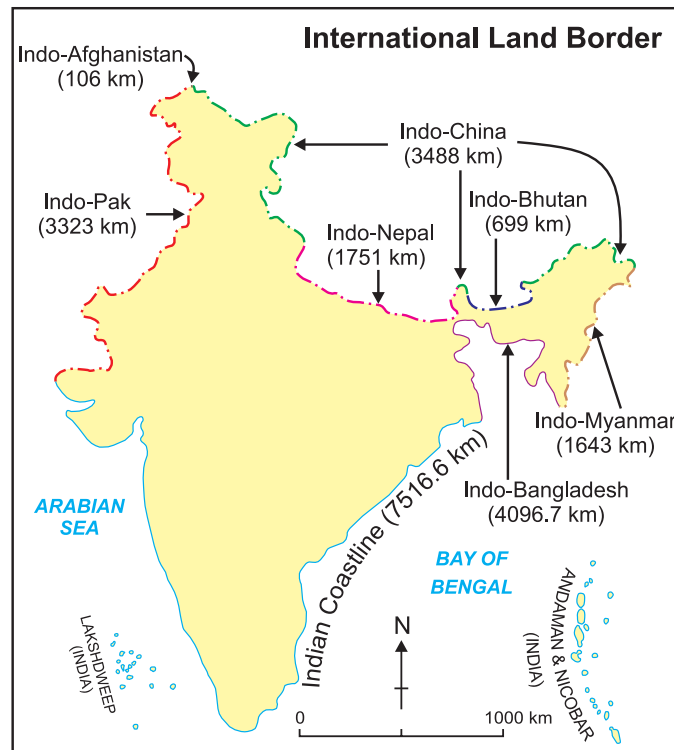 International Land Border
Indo-Afghanistan
(106 km)
Indo-China
(3488 km)
Indo-Pak
(3323 km)
Indo-Bhutan
(699 km)
Indo-Nepal
(1751 km)
Indo-Myanmar
(1643 km)
Indo-Bangladesh
(4096.7 km)
Indian Coastline (7516.6 km)
ARABIAN
SEA
BAY OF
BENGAL
LAKSHDWEEP
(INDIA)
ANDAMAN & NICOBAR
(INDIA)
N
0
1000 km